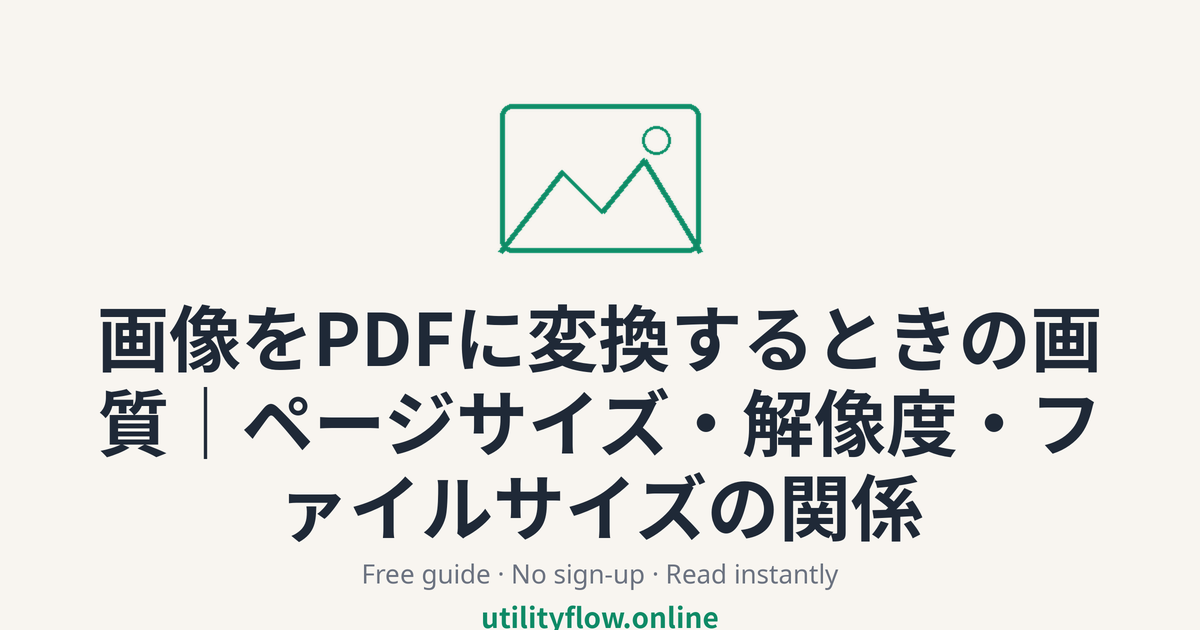 画像をPDFに変換するときの画
質｜ページサイズ・解像度・フ
ァイルサイズの関係
Free guide · No sign-up · Read instantly
utilityflow.online